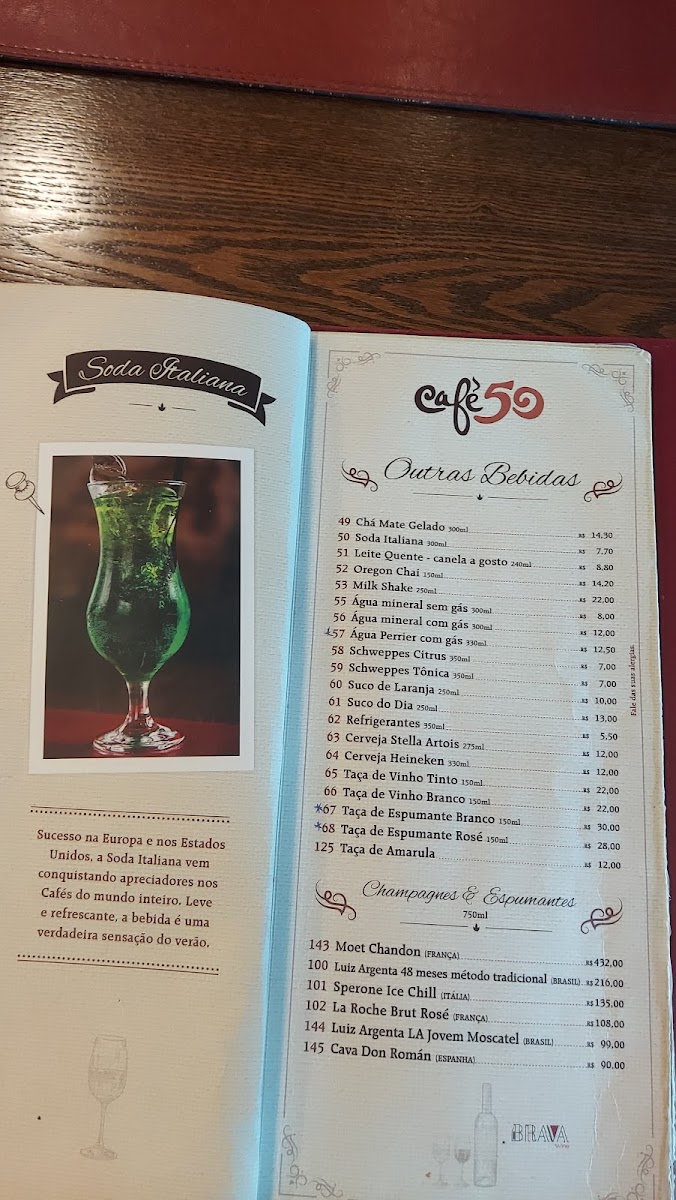 Soda Italiana
Sucesso na Europa e nos Estados
Unidos, a Soda Italiana vem
conquistando apreciadores nos
Cafés do mundo inteiro. Leve
e refrescante, a bebida é uma
verdadeira sensação do verão.
café50
Outras Bebidas
49 Chá Mate Gelado 300ml R$ 14,30
50 Soda Italiana 300ml R$ 7,70
51 Leite Quente - canela a gosto 240ml R$ 8,80
52 Oregon Chai 150ml R$ 14,20
53 Milk Shake 250ml R$ 22,00
55 Água mineral sem gás 300ml R$ 8,00
56 Água mineral com gás 300ml R$ 12,00
57 Água Perrier com gás 330ml R$ 12,50
58 Schweppes Citrus 350ml R$ 7,00
59 Schweppes Tônica 350ml R$ 7,00
60 Suco de Laranja 250ml R$ 10,00
61 Suco do Dia 250ml R$ 13,00
62 Refrigerantes 350ml R$ 5,50
63 Cerveja Stella Artois 275ml R$ 12,00
64 Cerveja Heineken 330ml R$ 12,00
65 Taça de Vinho Tinto 150ml R$ 22,00
66 Taça de Vinho Branco 150ml R$ 22,00
*67 Taça de Espumante Branco 150ml R$ 30,00
*68 Taça de Espumante Rosé 150ml R$ 28,00
125 Taça de Amarula R$ 12,00
Fale das suas alergias.
Champagnes & Espumantes
750ml
143 Moet Chandon (FRANÇA) R$ 432,00
100 Luiz Argenta 48 meses método tradicional (BRASIL) R$ 216,00
101 Sperone Ice Chill (ITÁLIA) R$ 135,00
102 La Roche Brut Rosé (FRANÇA) R$ 108,00
144 Luiz Argenta LA Jovem Moscatel (BRASIL) R$ 99,00
145 Cava Don Román (ESPANHA) R$ 90,00
BRAVA